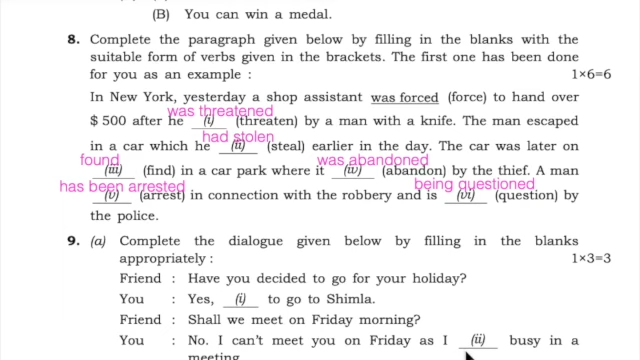 (B) You can win a medal.
8. Complete the paragraph given below by filling in the blanks with the
suitable form of verbs given in the brackets. The first one has been done
for you as an example : 1×6=6
In New York, yesterday a shop assistant was forced (force) to hand over
was threatened
$ 500 after he (i) (threaten) by a man with a knife. The man escaped
had stolen
in a car which he (ii) (steal) earlier in the day. The car was later on
found was abandoned
(iii) (find) in a car park where it (iv) (abandon) by the thief. A man
has been arrested being questioned
(v) (arrest) in connection with the robbery and is (vi) (question) by
the police.
9. (a) Complete the dialogue given below by filling in the blanks
appropriately : 1×3=3
Friend : Have you decided to go for your holiday?
You : Yes, (i) to go to Shimla.
Friend : Shall we meet on Friday morning?
You : No. I can't meet you on Friday as I (ii) busy in a
meeting